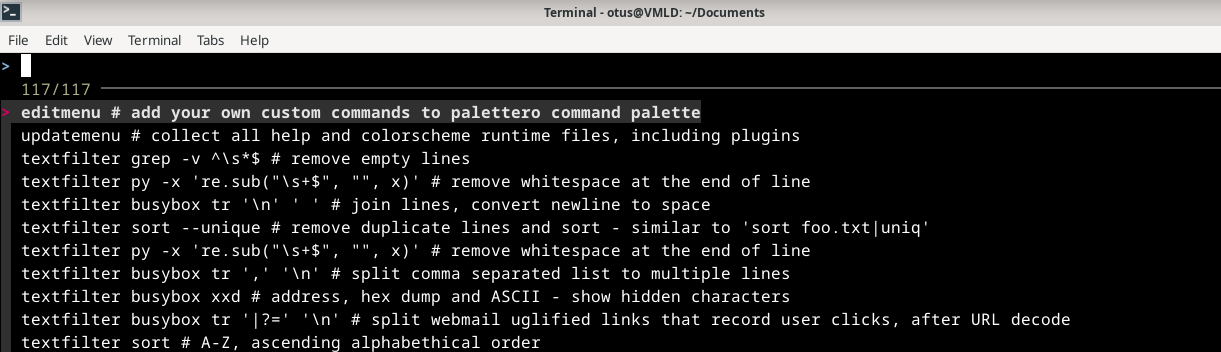 Terminal - otus@VMLD: ~/Documents
File Edit View Terminal Tabs Help
>
117/117
> editmenu # add your own custom commands to palettero command palette
updatemenu # collect all help and colorscheme runtime files, including plugins
textfilter grep -v ^\s*$ # remove empty lines
textfilter py -x 're.sub("\s+$", "", x)' # remove whitespace at the end of line
textfilter busybox tr '\n' ' ' # join lines, convert newline to space
textfilter sort --unique # remove duplicate lines and sort - similar to 'sort foo.txt|uniq'
textfilter py -x 're.sub("\s+$", "", x)' # remove whitespace at the end of line
textfilter busybox tr ',' '\n' # split comma separated list to multiple lines
textfilter busybox xxd # address, hex dump and ASCII - show hidden characters
textfilter busybox tr '|?=' '\n' # split webmail uglified links that record user clicks, after URL decode
textfilter sort # A-Z, ascending alphabethical order